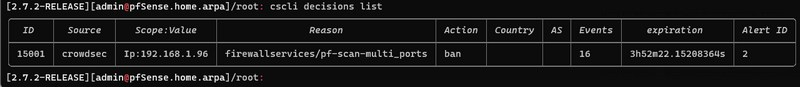 [2.7.2-RELEASE][admin@pfSense.home.arpa]/root: cscli decisions list
ID Source Scope:Value Reason Action Country AS Events expiration Alert ID
15001 crowdsec Ip:192.168.1.96 firewallservices/pf-scan-multi_ports ban 16 3h52m22.15208364s 2
[2.7.2-RELEASE][admin@pfSense.home.arpa]/root: